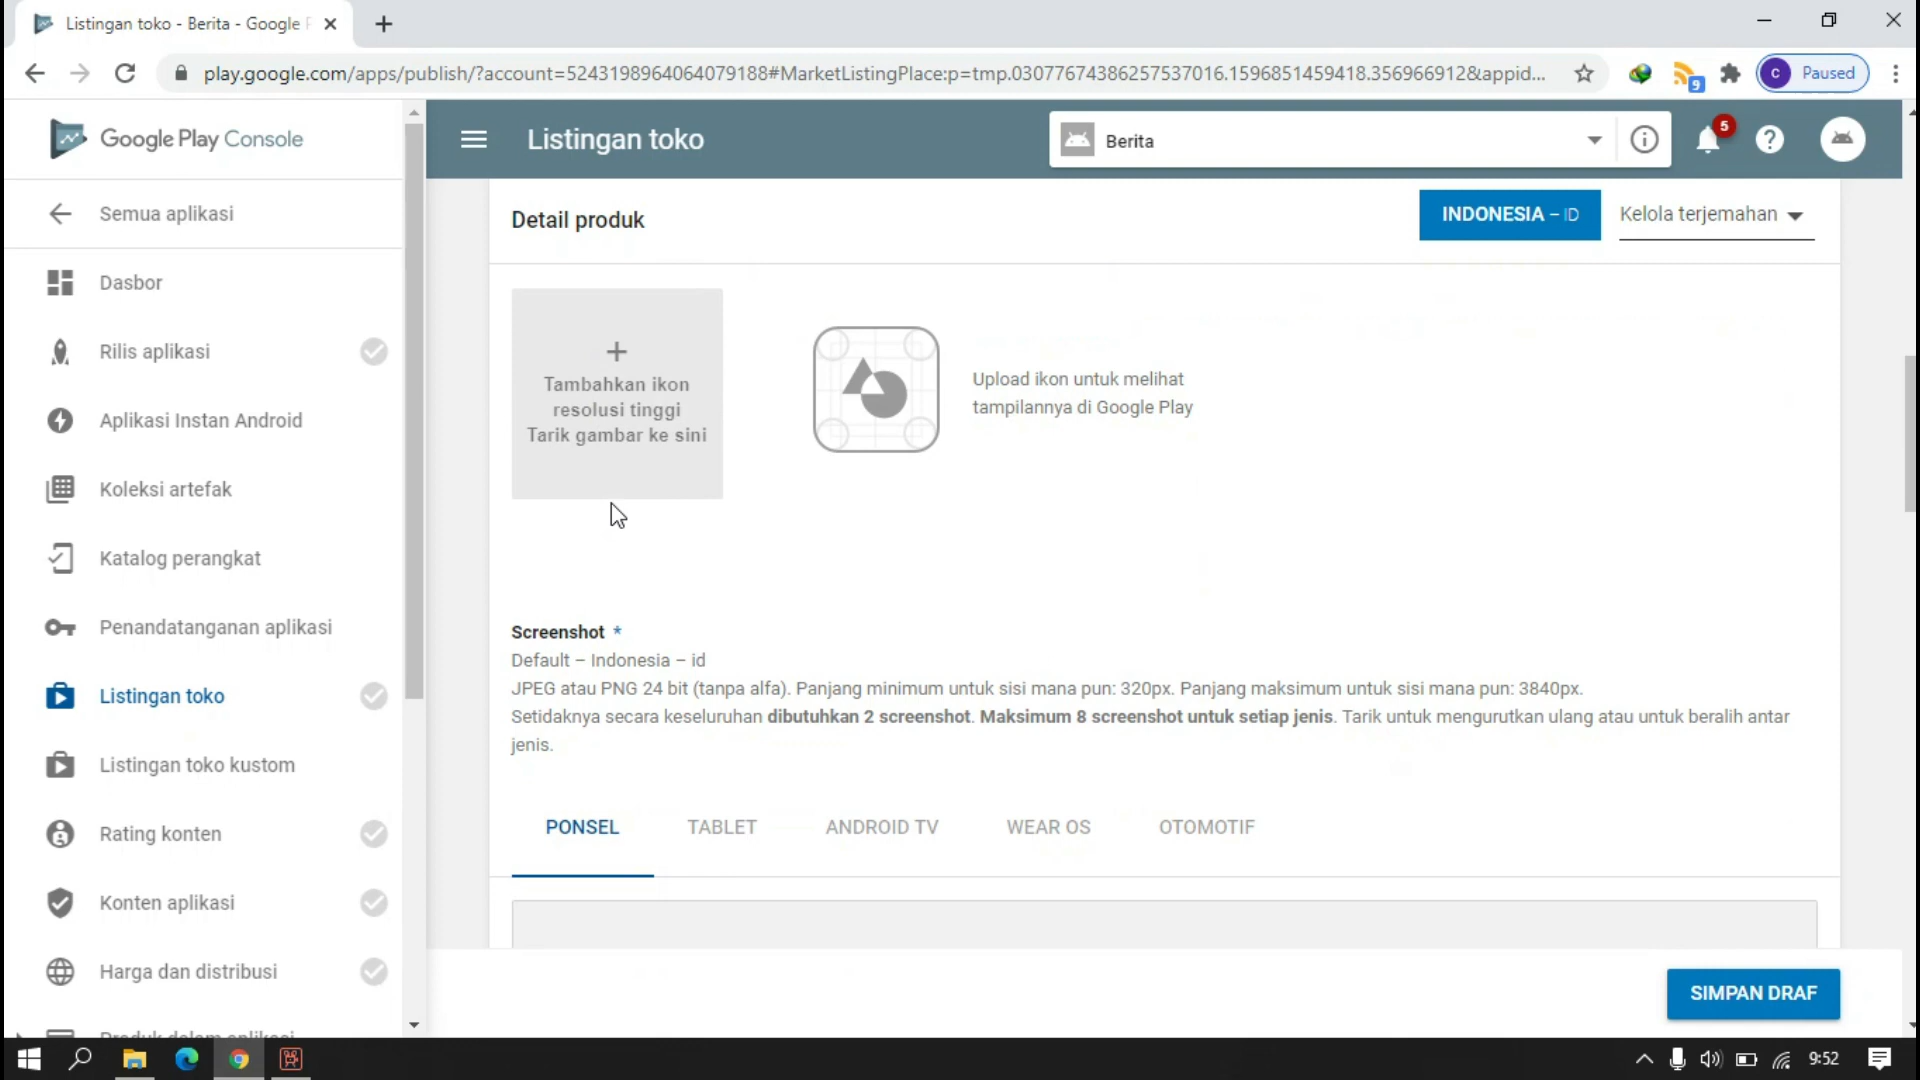 Listingan toko - Berita - Google
play.google.com/apps/publish/?account=5243198964064079188#MarketListingPlace:p=tmp.03077674386257537016.1596851459418.356966912&appid...
9
C
Paused
Google Play Console
Listingan toko
Berita
5
Semua aplikasi
Dasbor
Rilis aplikasi
Aplikasi Instan Android
Koleksi artefak
Katalog perangkat
Penandatanganan aplikasi
Listingan toko
Listingan toko kustom
Rating konten
Konten aplikasi
Harga dan distribusi
Produk dalam aplikasi
Detail produk
INDONESIA – ID
Kelola terjemahan
Tambahkan ikon
resolusi tinggi
Tarik gambar ke sini
Upload ikon untuk melihat
tampilannya di Google Play
Screenshot *
Default – Indonesia – id
JPEG atau PNG 24 bit (tanpa alfa). Panjang minimum untuk sisi mana pun: 320px. Panjang maksimum untuk sisi mana pun: 3840px.
Setidaknya secara keseluruhan dibutuhkan 2 screenshot. Maksimum 8 screenshot untuk setiap jenis. Tarik untuk mengurutkan ulang atau untuk beralih antar
jenis.
PONSEL
TABLET
ANDROID TV
WEAR OS
OTOMOTIF
SIMPAN DRAF
9:52